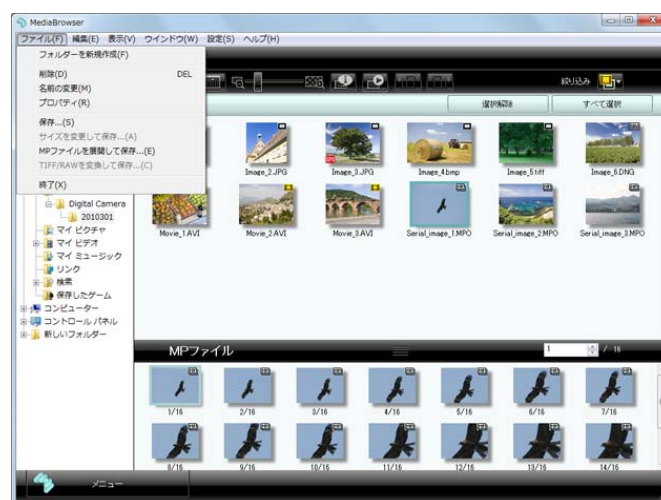 MediaBrowser
ファイル(F) 編集(E) 表示(V) ウインドウ(W) 設定(S) ヘルプ(H)
フォルダーを新規作成(F)
削除(D) DEL
名前の変更(M)
プロパティ(R)
保存...(S)
サイズを変更して保存...(A)
MPファイルを展開して保存...(E)
TIFF/RAWを変換して保存...(C)
終了(X)
絞り込み
選択解除 すべて選択
Image_2.JPG Image_3.JPG Image_4.bmp Image_5.tiff Image_6.DNG
Movie_1.AVI Movie_2.AVI Movie_3.AVI Serial_image_1.MPO Serial_image_2.MPO Serial_image_3.MPO
Digital Camera
2010301
マイ ピクチャ
マイ ビデオ
マイ ミュージック
リンク
検索
保存したゲーム
コンピューター
コントロール パネル
新しいフォルダー
MPファイル 1 / 16
1/16 2/16 3/16 4/16 5/16 6/16 7/16
8/16 9/16 10/16 11/16 12/16 13/16 14/16
メニュー